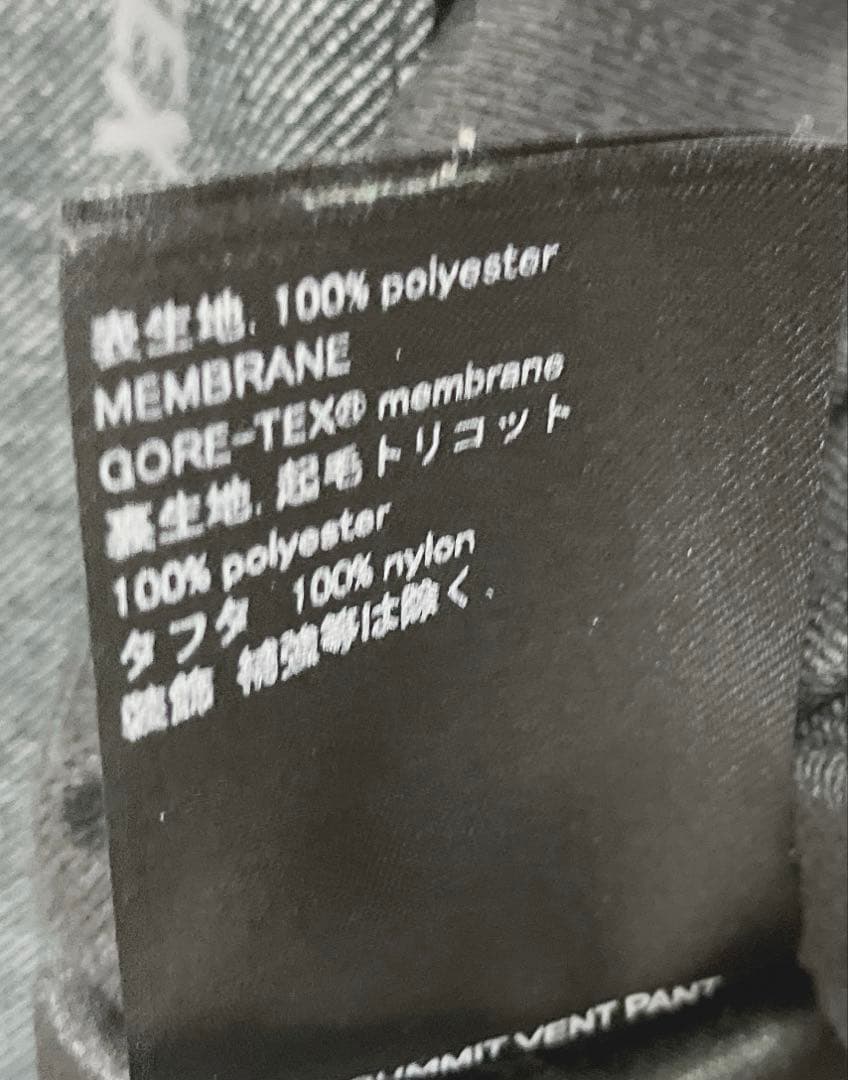 表生地. 100% polyester
MEMBRANE
GORE-TEX® membrane
裏生地. 起毛トリコット
100% polyester
タフタ 100% nylon
装飾 補強等は除く.
SUMMIT VENT PANT